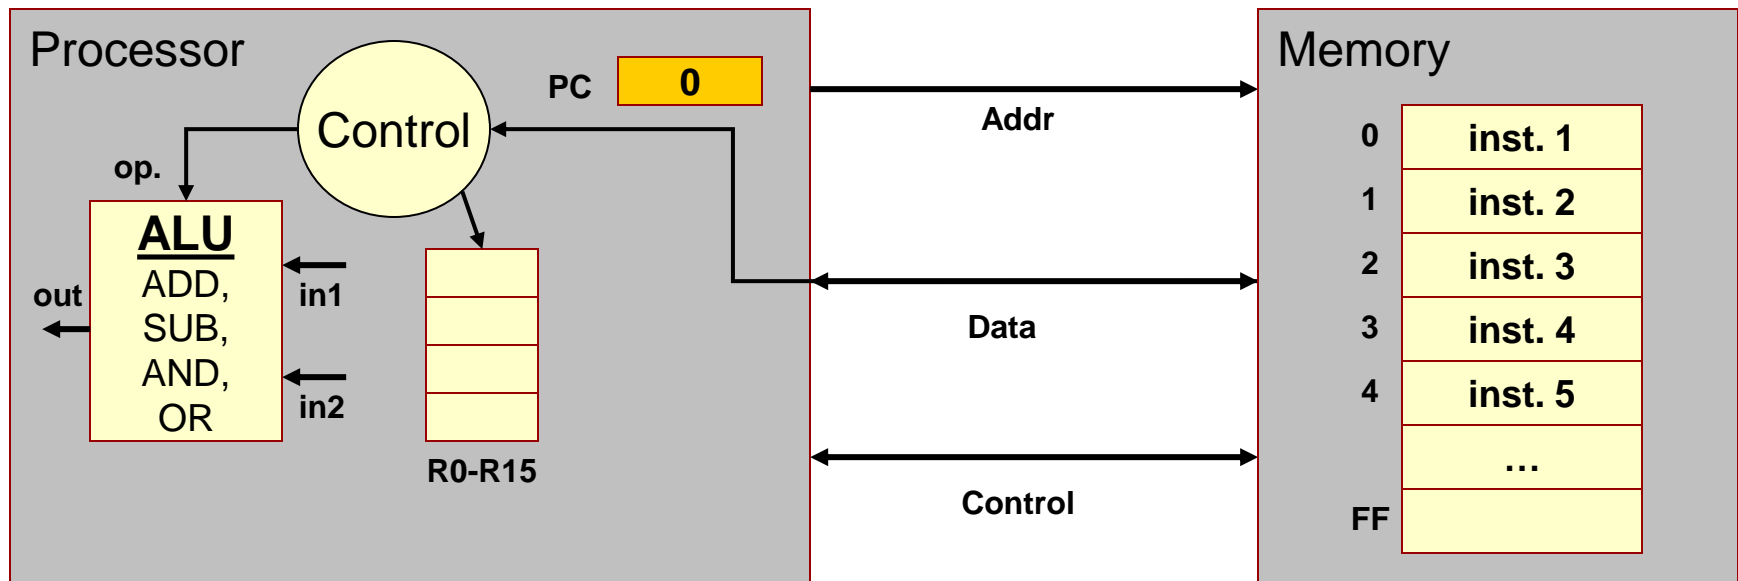 Processor
Control
PC
0
op.
ALU
ADD,
SUB,
AND,
OR
out
in1
in2
R0-R15
Addr
Data
Control
Memory
0
inst. 1
1
inst. 2
2
inst. 3
3
inst. 4
4
inst. 5
…
FF